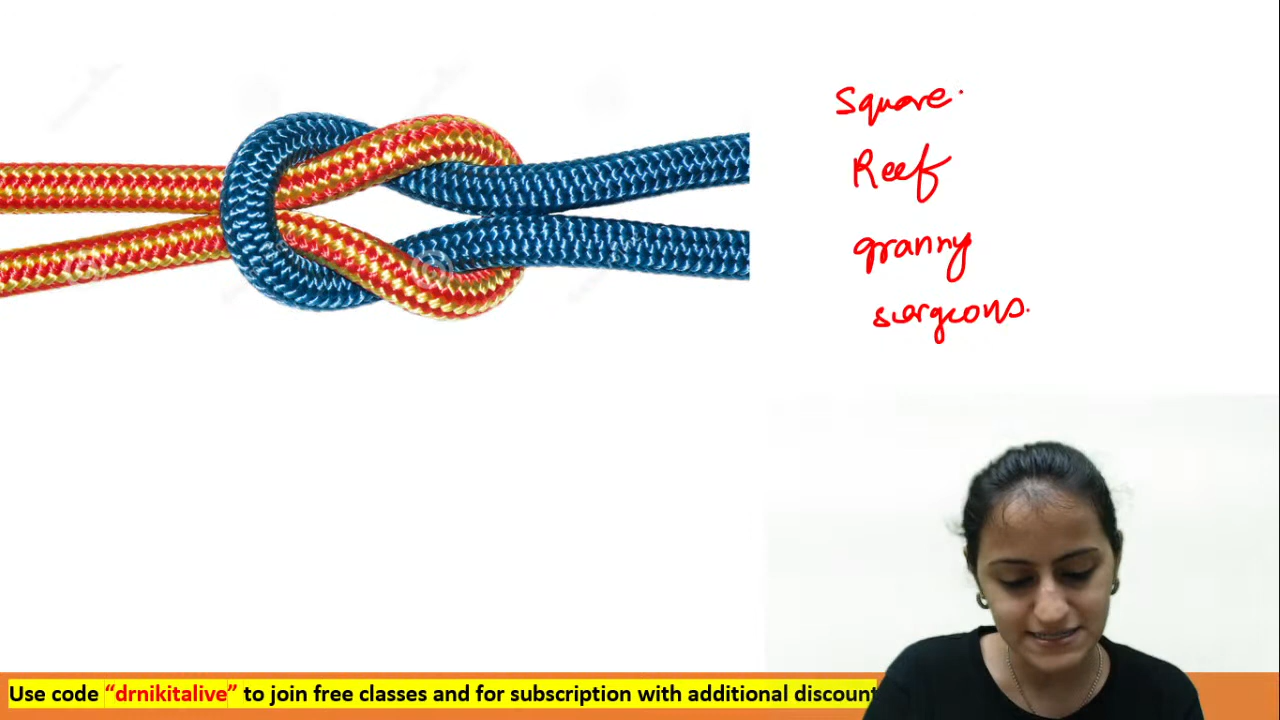 Square.
Reef
granny
surgeons.
Use code “drnikitalive” to join free classes and for subscription with additional discount